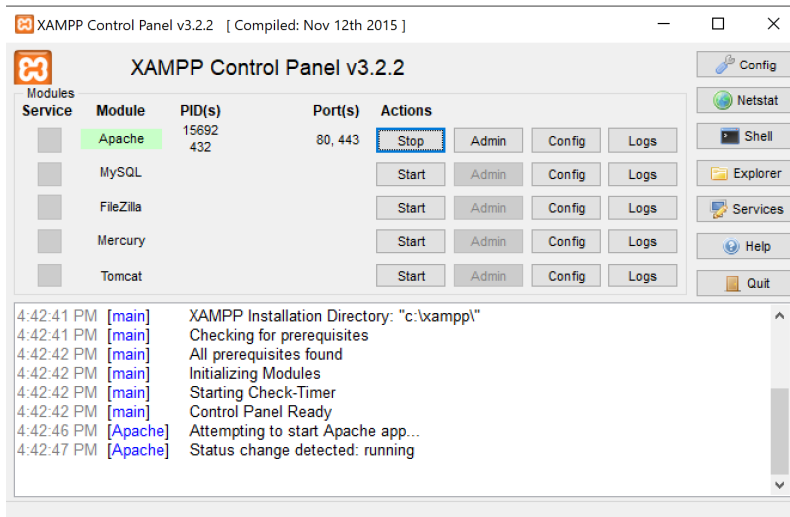 XAMPP Control Panel v3.2.2 [ Compiled: Nov 12th 2015 ]
XAMPP Control Panel v3.2.2
Config
Modules
Service Module PID(s) Port(s) Actions
Netstat
Apache 15692 432 80, 443 Stop Admin Config Logs
Shell
MySQL Start Admin Config Logs
Explorer
FileZilla Start Admin Config Logs
Services
Mercury Start Admin Config Logs
Help
Tomcat Start Admin Config Logs
Quit
4:42:41 PM [main] XAMPP Installation Directory: "c:\xampp\"
4:42:41 PM [main] Checking for prerequisites
4:42:42 PM [main] All prerequisites found
4:42:42 PM [main] Initializing Modules
4:42:42 PM [main] Starting Check-Timer
4:42:42 PM [main] Control Panel Ready
4:42:46 PM [Apache] Attempting to start Apache app...
4:42:47 PM [Apache] Status change detected: running